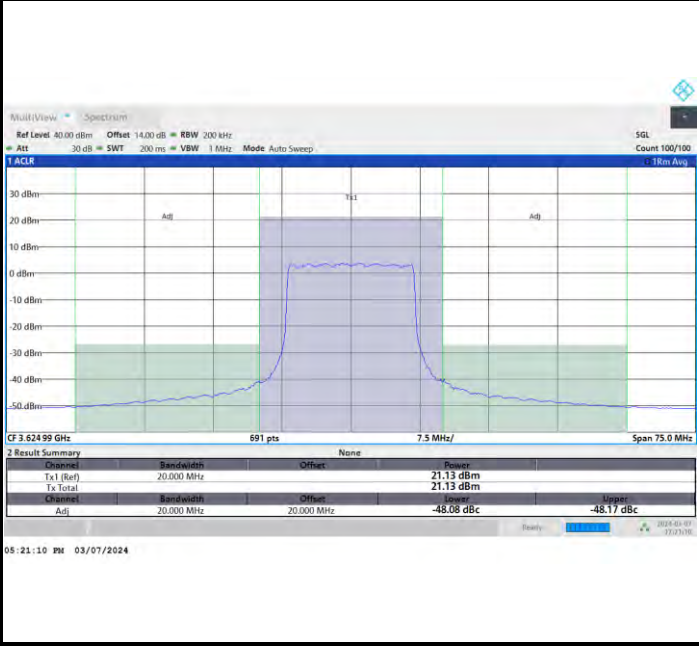 MultiView Spectrum
Ref Level 40.00 dBm Offset 14.00 dB RBW 200 kHz SGL
Att 30 dB SWT 200 ms VBW 1 MHz Mode Auto Sweep Count 100/100
1 ACLR 1Rm Avg
30 dBm
Tx1
20 dBm
Adj Adj
10 dBm
0 dBm
-10 dBm
-20 dBm
-30 dBm
-40 dBm
-50 dBm
CF 3.62499 GHz 691 pts 7.5 MHz/ Span 75.0 MHz
2 Result Summary None
Channel Bandwidth Offset Power
Tx1 (Ref) 20.000 MHz 21.13 dBm
Tx Total 21.13 dBm
Channel Bandwidth Offset Lower Upper
Adj 20.000 MHz 20.000 MHz -48.08 dBc -48.17 dBc
Ready
05:21:10 PM 03/07/2024